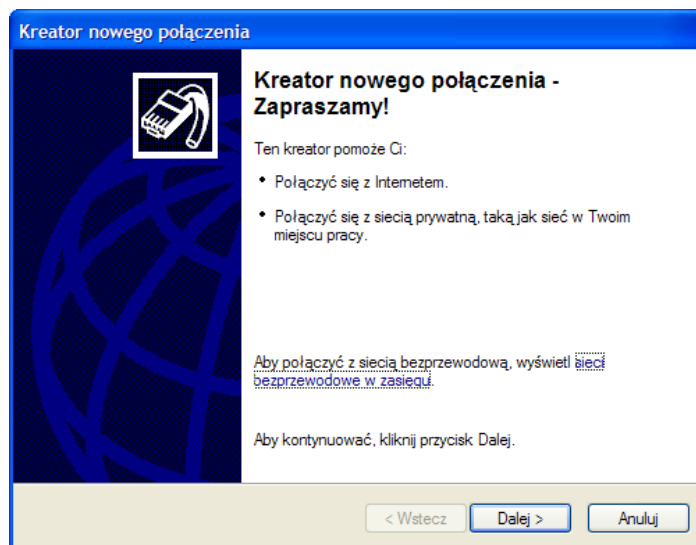 Kreator nowego połączenia
Kreator nowego połączenia -
Zapraszamy!
Ten kreator pomoże Ci:
• Połączyć się z Internetem.
• Połączyć się z siecią prywatną, taką jak sieć w Twoim
miejscu pracy.
Aby połączyć z siecią bezprzewodową, wyświetl sieci
bezprzewodowe w zasięgu.
Aby kontynuować, kliknij przycisk Dalej.
< Wstecz Dalej > Anuluj